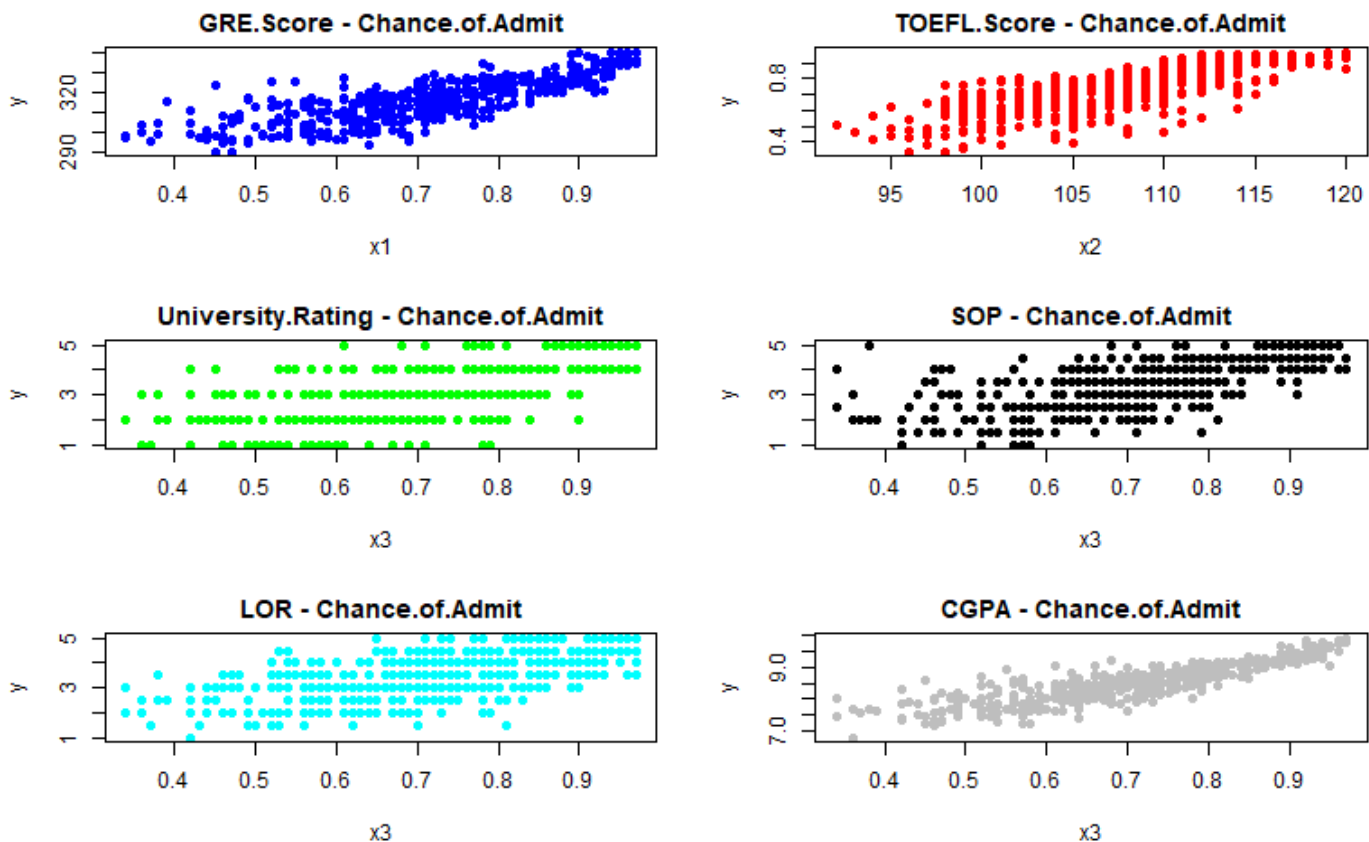 GRE.Score - Chance.of.Admit
y
290 320
0.4 0.5 0.6 0.7 0.8 0.9
x1
TOEFL.Score - Chance.of.Admit
y
0.4 0.8
95 100 105 110 115 120
x2
University.Rating - Chance.of.Admit
y
1 3 5
0.4 0.5 0.6 0.7 0.8 0.9
x3
SOP - Chance.of.Admit
y
1 3 5
0.4 0.5 0.6 0.7 0.8 0.9
x3
LOR - Chance.of.Admit
y
1 3 5
0.4 0.5 0.6 0.7 0.8 0.9
x3
CGPA - Chance.of.Admit
y
7.0 9.0
0.4 0.5 0.6 0.7 0.8 0.9
x3